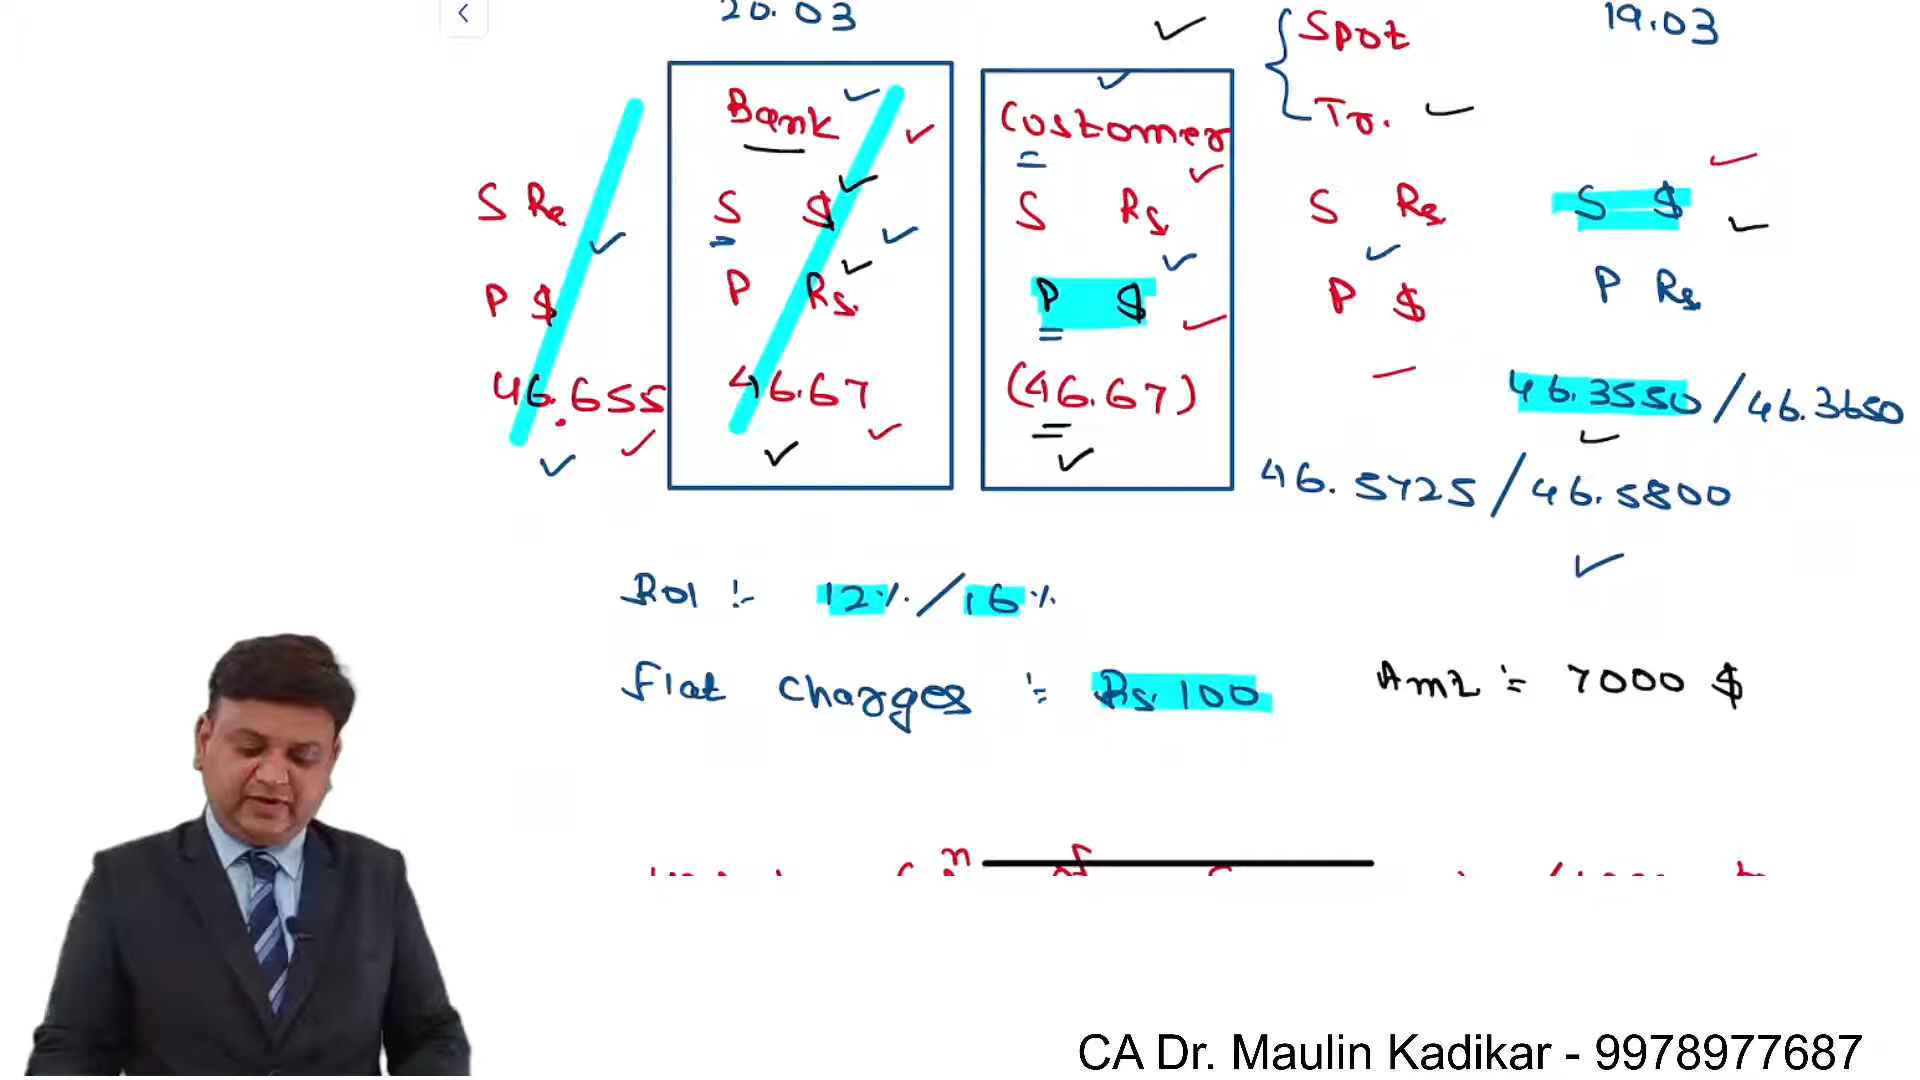 20.03
19.03
Spot
Tr.
Bank
Customer
S Re
S $
S Rs
S Rs
S $
P $
P Rs.
P $
P $
P Rs
46.655
46.67
(46.67)
46.3550/46.3650
46.5725/46.5800
ROI :- 12%/16%
Flat charges :- Rs. 100
Amt :- 7000 $
CA Dr. Maulin Kadikar - 9978977687